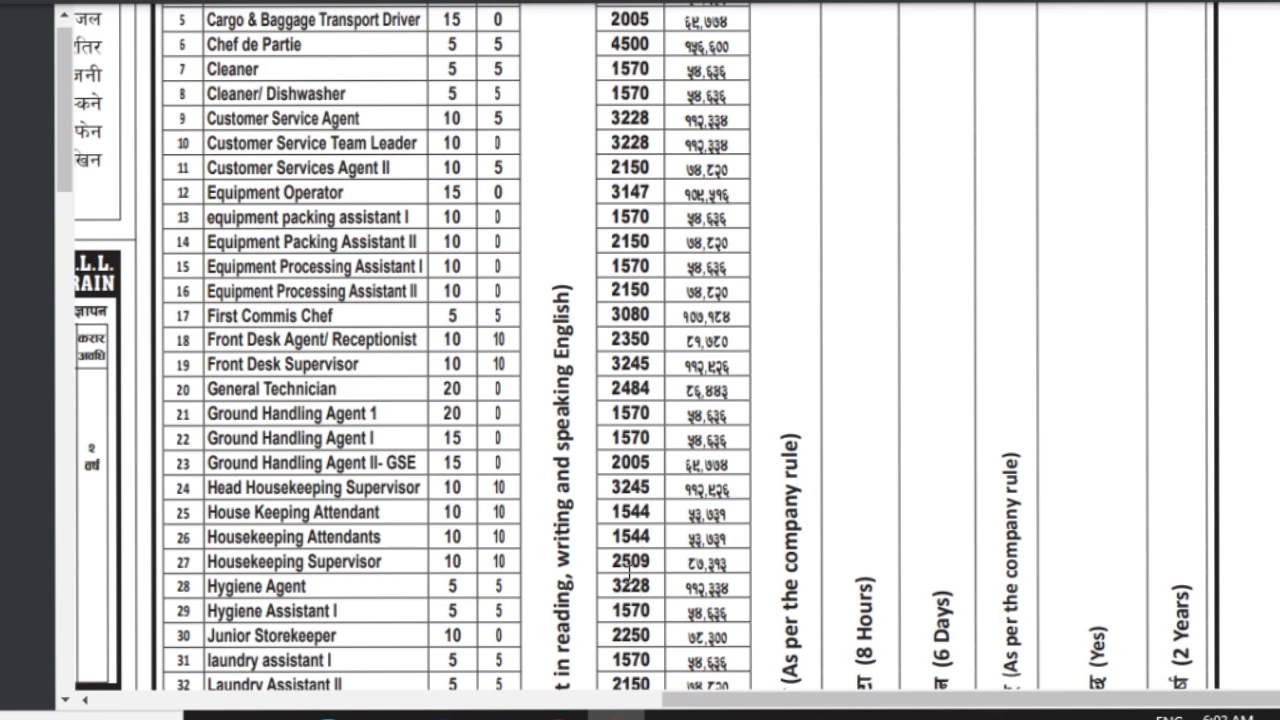 जल
तिर
जनी
कने
फेन
खिन
L.L.
RAIN
ज्ञापन
करार
अवधि
२
वर्ष
5 Cargo & Baggage Transport Driver 15 0 2005 ६९,७७४
6 Chef de Partie 5 5 4500 १५६,६००
7 Cleaner 5 5 1570 ५४,६३६
8 Cleaner/ Dishwasher 5 5 1570 ५४,६३६
9 Customer Service Agent 10 5 3228 ११२,३३४
10 Customer Service Team Leader 10 0 3228 ११२,३३४
11 Customer Services Agent II 10 5 2150 ७४,८२०
12 Equipment Operator 15 0 3147 १०९,५१६
13 equipment packing assistant I 10 0 1570 ५४,६३६
14 Equipment Packing Assistant II 10 0 2150 ७४,८२०
15 Equipment Processing Assistant I 10 0 1570 ५४,६३६
16 Equipment Processing Assistant II 10 0 2150 ७४,८२०
17 First Commis Chef 5 5 3080 १०७,१८४
18 Front Desk Agent/ Receptionist 10 10 2350 ८१,७८०
19 Front Desk Supervisor 10 10 3245 ११२,९२६
20 General Technician 20 0 2484 ८६,४४३
21 Ground Handling Agent 1 20 0 1570 ५४,६३६
22 Ground Handling Agent I 15 0 1570 ५४,६३६
23 Ground Handling Agent II- GSE 15 0 2005 ६९,७७४
24 Head Housekeeping Supervisor 10 10 3245 ११२,९२६
25 House Keeping Attendant 10 10 1544 ५३,७३१
26 Housekeeping Attendants 10 10 1544 ५३,७३१
27 Housekeeping Supervisor 10 10 2509 ८७,३१३
28 Hygiene Agent 5 5 3228 ११२,३३४
29 Hygiene Assistant I 5 5 1570 ५४,६३६
30 Junior Storekeeper 10 0 2250 ७८,३००
31 laundry assistant I 5 5 1570 ५४,६३६
32 Laundry Assistant II 5 5 2150 ७४,८२०
t in reading, writing and speaking English)
(As per the company rule)
(8 Hours)
(6 Days)
(As per the company rule)
(Yes)
(2 Years)
ENG 6:02 AM